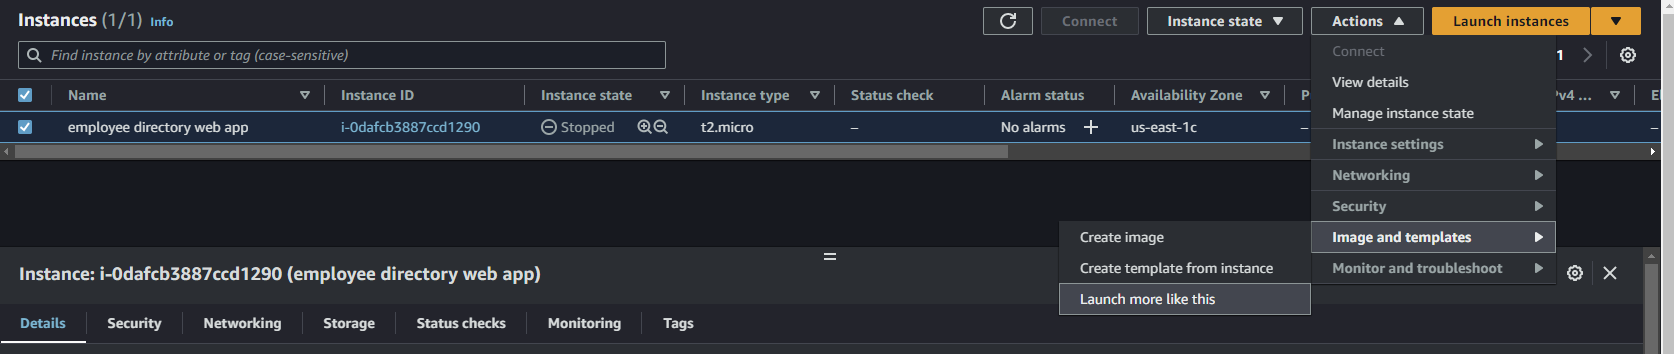 Instances (1/1) Info
Connect
Instance state
Actions
Launch instances
Find instance by attribute or tag (case-sensitive)
1
Name
Instance ID
Instance state
Instance type
Status check
Alarm status
Availability Zone
Pv4 ...
employee directory web app
i-0dafcb3887ccd1290
Stopped
t2.micro
–
No alarms
us-east-1c
–
–
Connect
View details
Manage instance state
Instance settings
Networking
Security
Image and templates
Monitor and troubleshoot
Create image
Create template from instance
Launch more like this
Instance: i-0dafcb3887ccd1290 (employee directory web app)
Details
Security
Networking
Storage
Status checks
Monitoring
Tags